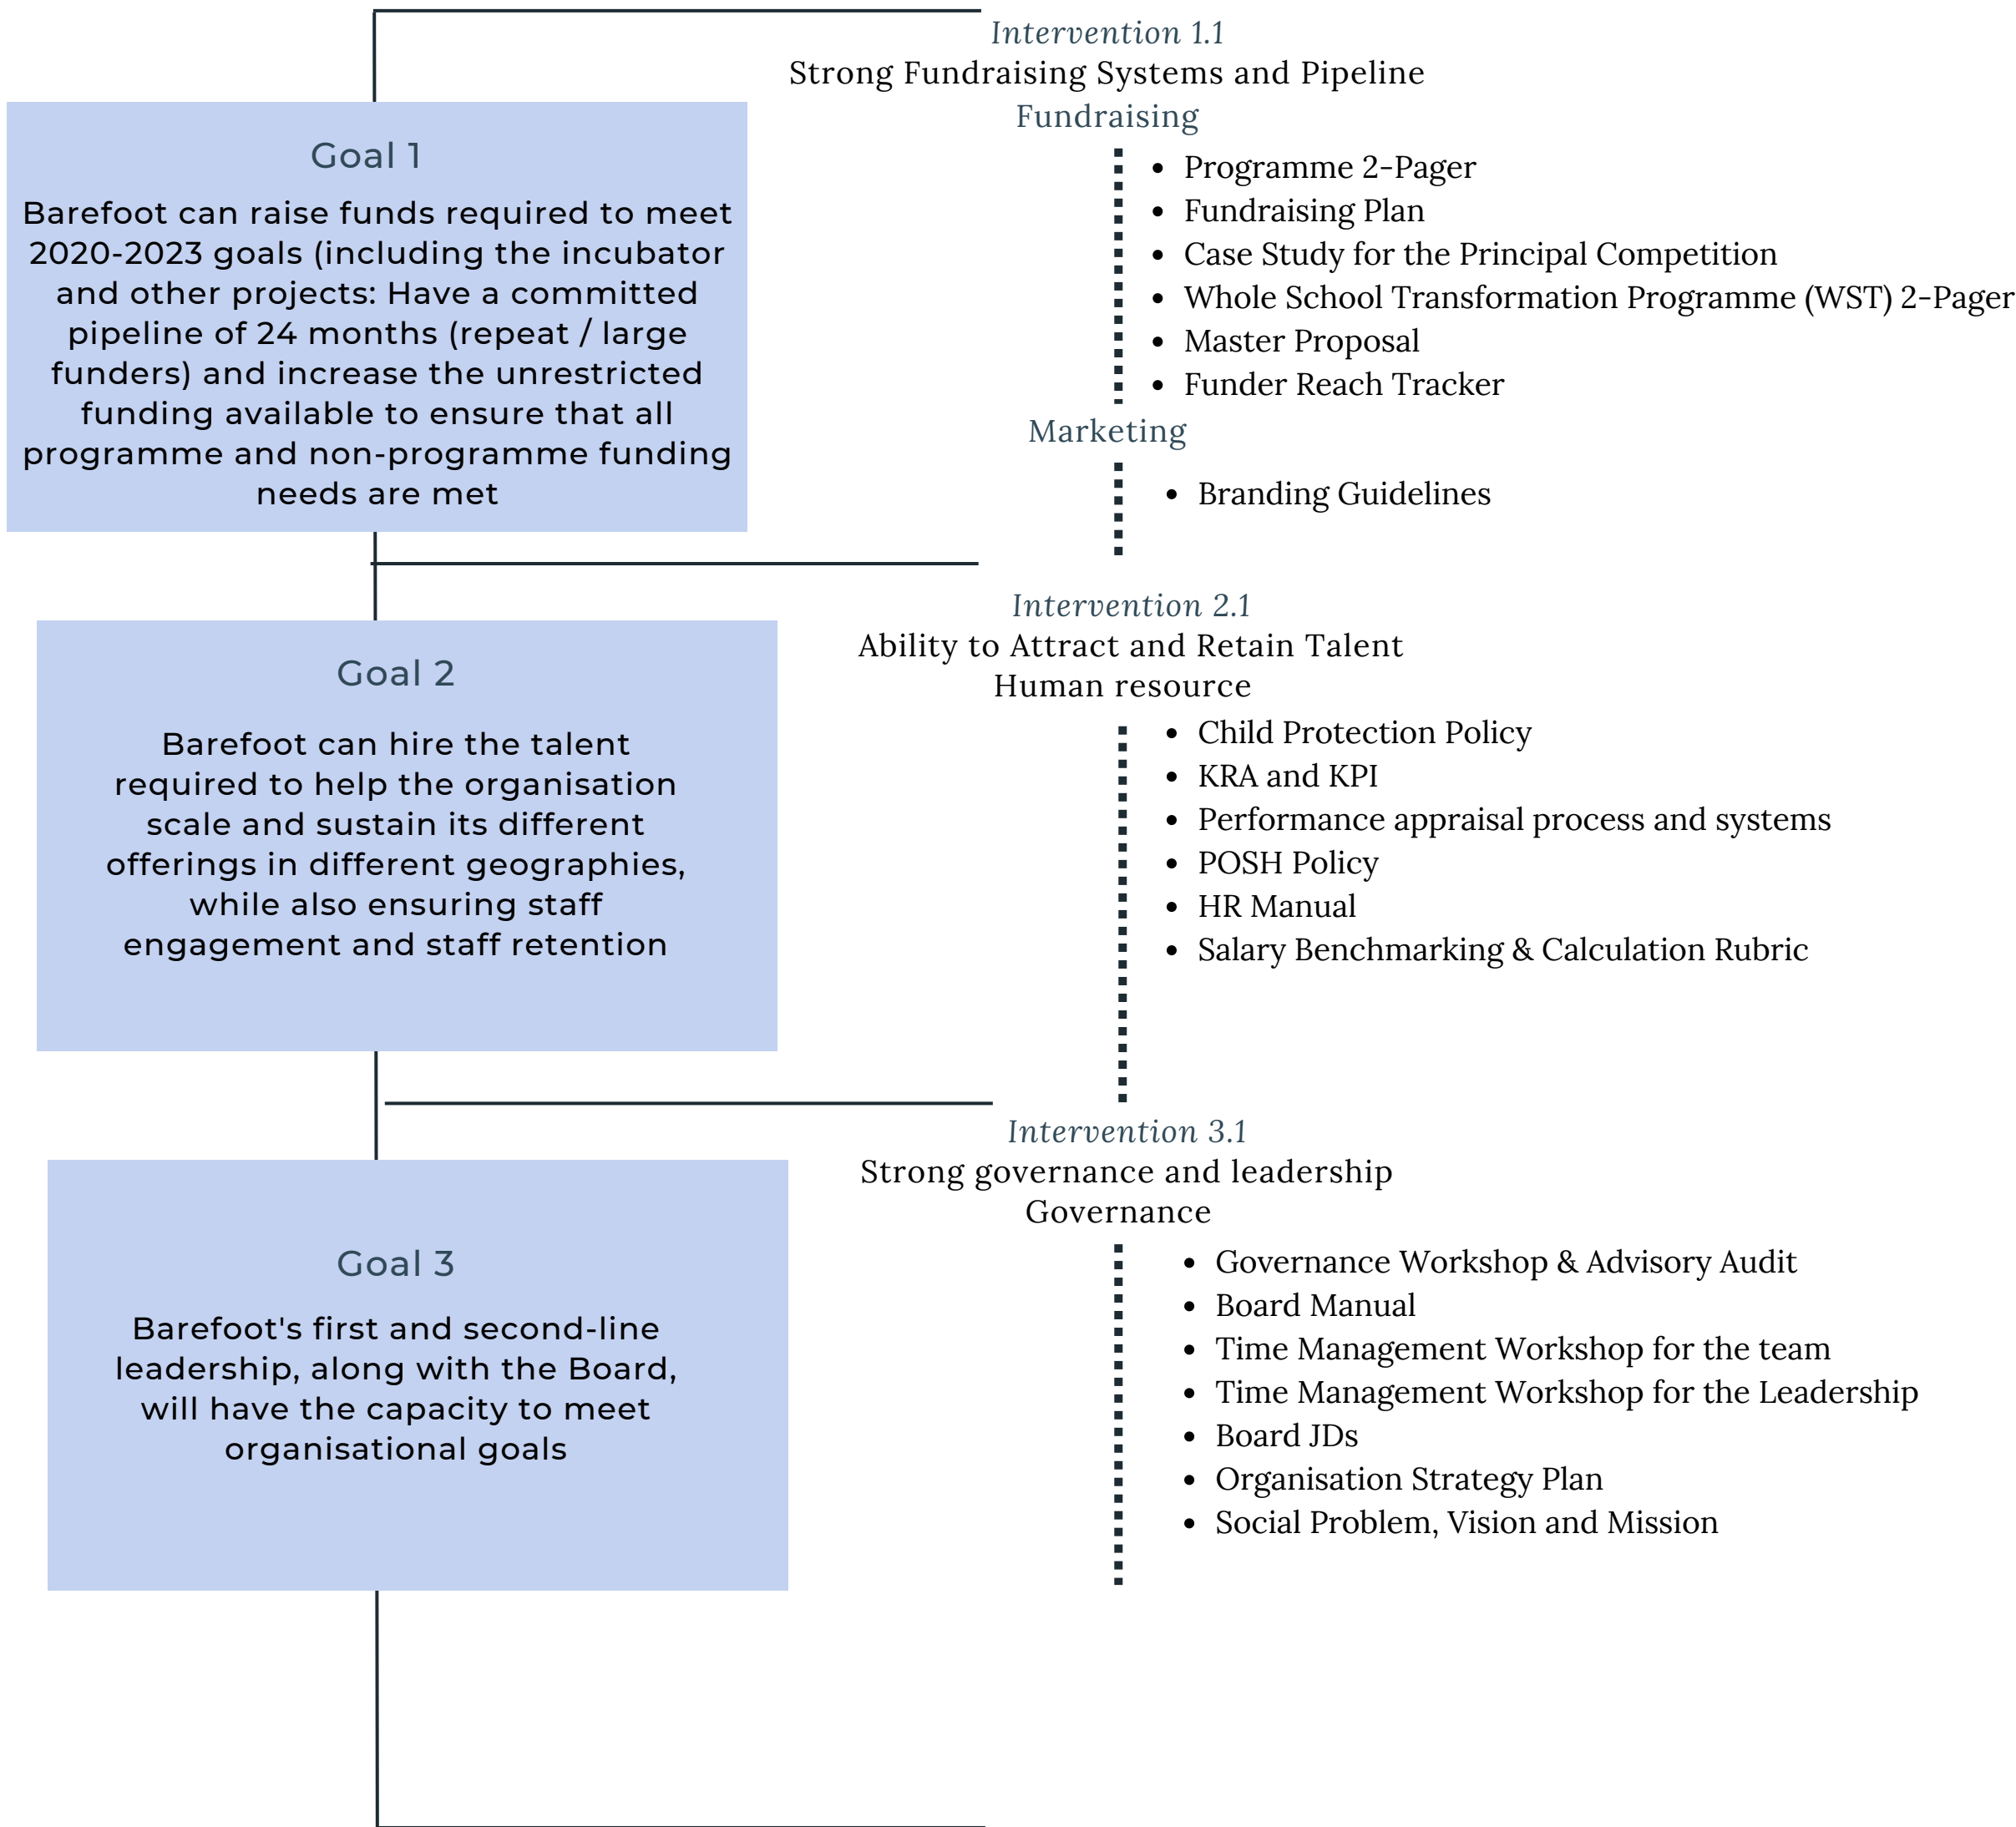 Intervention 1.1
Strong Fundraising Systems and Pipeline
Fundraising
• Programme 2-Pager
• Fundraising Plan
• Case Study for the Principal Competition
• Whole School Transformation Programme (WST) 2-Pager
• Master Proposal
• Funder Reach Tracker
Marketing
• Branding Guidelines
Goal 1
Barefoot can raise funds required to meet
2020-2023 goals (including the incubator
and other projects: Have a committed
pipeline of 24 months (repeat / large
funders) and increase the unrestricted
funding available to ensure that all
programme and non-programme funding
needs are met
Intervention 2.1
Ability to Attract and Retain Talent
Human resource
• Child Protection Policy
• KRA and KPI
• Performance appraisal process and systems
• POSH Policy
• HR Manual
• Salary Benchmarking & Calculation Rubric
Goal 2
Barefoot can hire the talent
required to help the organisation
scale and sustain its different
offerings in different geographies,
while also ensuring staff
engagement and staff retention
Intervention 3.1
Strong governance and leadership
Governance
• Governance Workshop & Advisory Audit
• Board Manual
• Time Management Workshop for the team
• Time Management Workshop for the Leadership
• Board JDs
• Organisation Strategy Plan
• Social Problem, Vision and Mission
Goal 3
Barefoot's first and second-line
leadership, along with the Board,
will have the capacity to meet
organisational goals